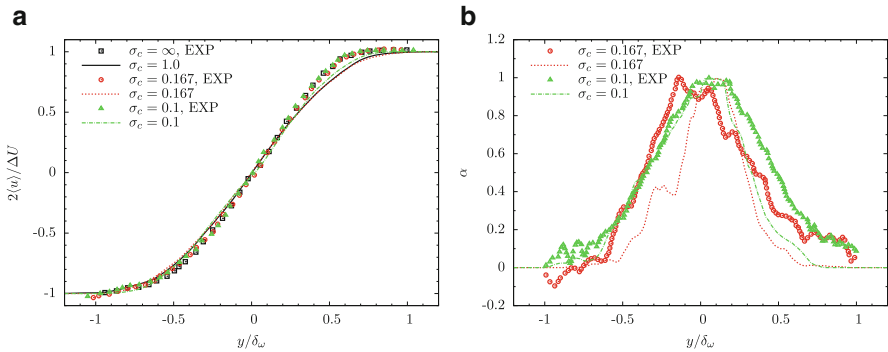 a
2⟨u⟩/ΔU
1
0.5
0
-0.5
-1
σc = ∞, EXP
σc = 1.0
σc = 0.167, EXP
σc = 0.167
σc = 0.1, EXP
σc = 0.1
-1
-0.5
0
0.5
1
y/δω
b
α
1.2
1
0.8
0.6
0.4
0.2
0
-0.2
σc = 0.167, EXP
σc = 0.167
σc = 0.1, EXP
σc = 0.1
-1
-0.5
0
0.5
1
y/δω